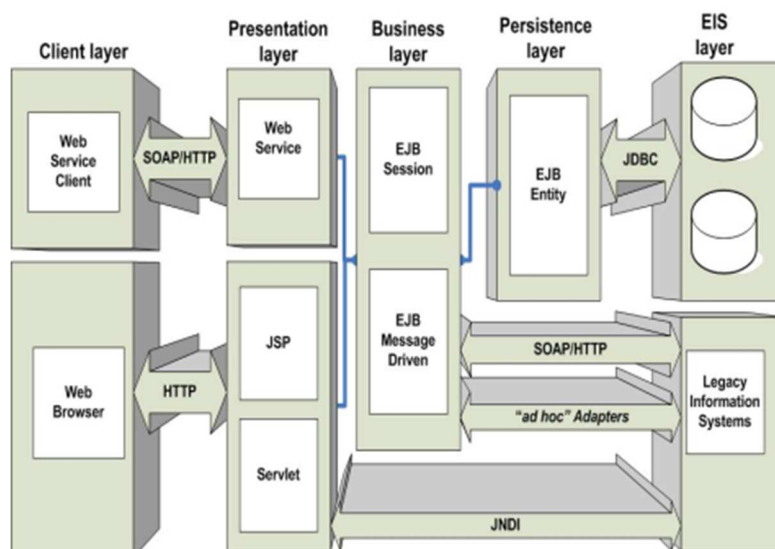 Client layer
Presentation
layer
Business
layer
Persistence
layer
EIS
layer
Web
Service
Client
SOAP/HTTP
Web
Service
EJB
Session
EJB
Entity
JDBC
Web
Browser
HTTP
JSP
Servlet
EJB
Message
Driven
SOAP/HTTP
"ad hoc" Adapters
JNDI
Legacy
Information
Systems